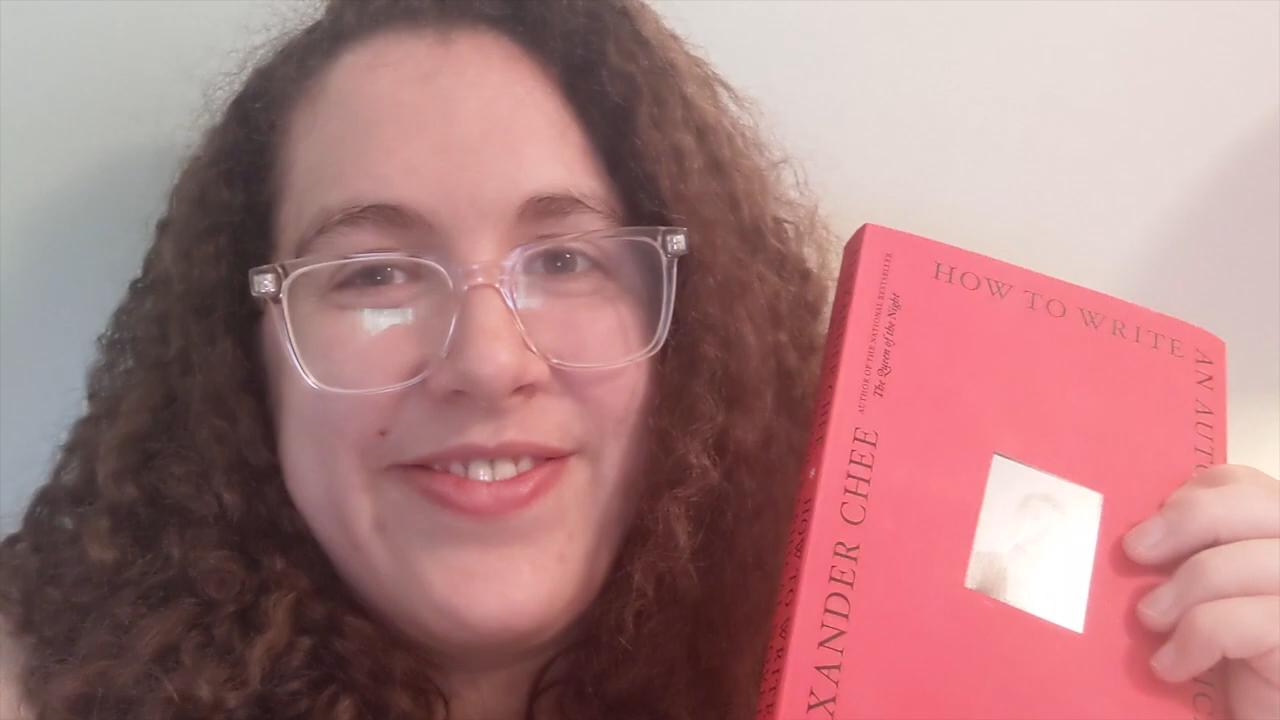 HOW TO WRITE
AN AUTO
AUTHOR OF THE NATIONAL BESTSELLER
The Queen of the Night
XANDER CHEE